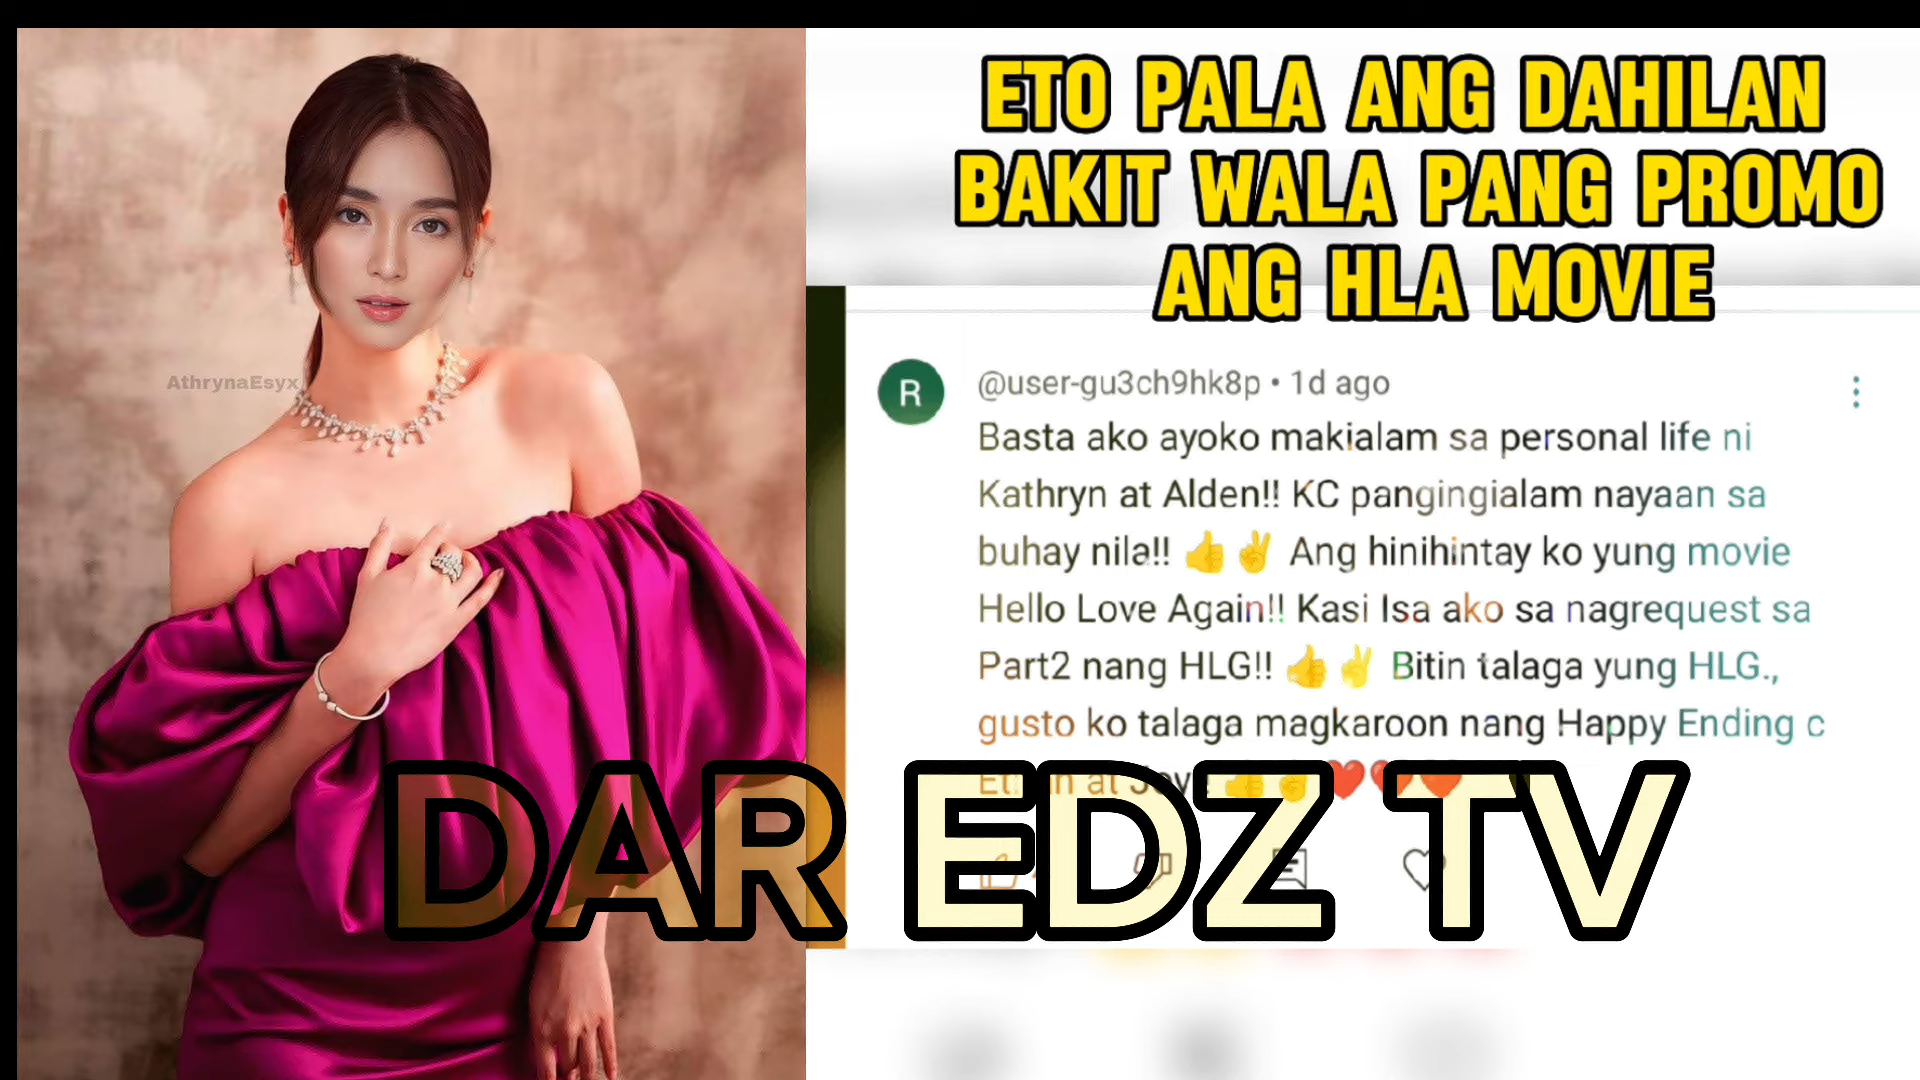 ETO PALA ANG DAHILAN
BAKIT WALA PANG PROMO
ANG HLA MOVIE
AthrynaEsyx
R
@user-gu3ch9hk8p • 1d ago
Basta ako ayoko makialam sa personal life ni
Kathryn at Alden!! KC pangingialam nayaan sa
buhay nila!! 👍✌ Ang hinihintay ko yung movie
Hello Love Again!! Kasi Isa ako sa nagrequest sa
Part2 nang HLG!! 👍✌ Bitin talaga yung HLG.,
gusto ko talaga magkaroon nang Happy Ending c
at 👍✌❤❤❤
DAR EDZ TV